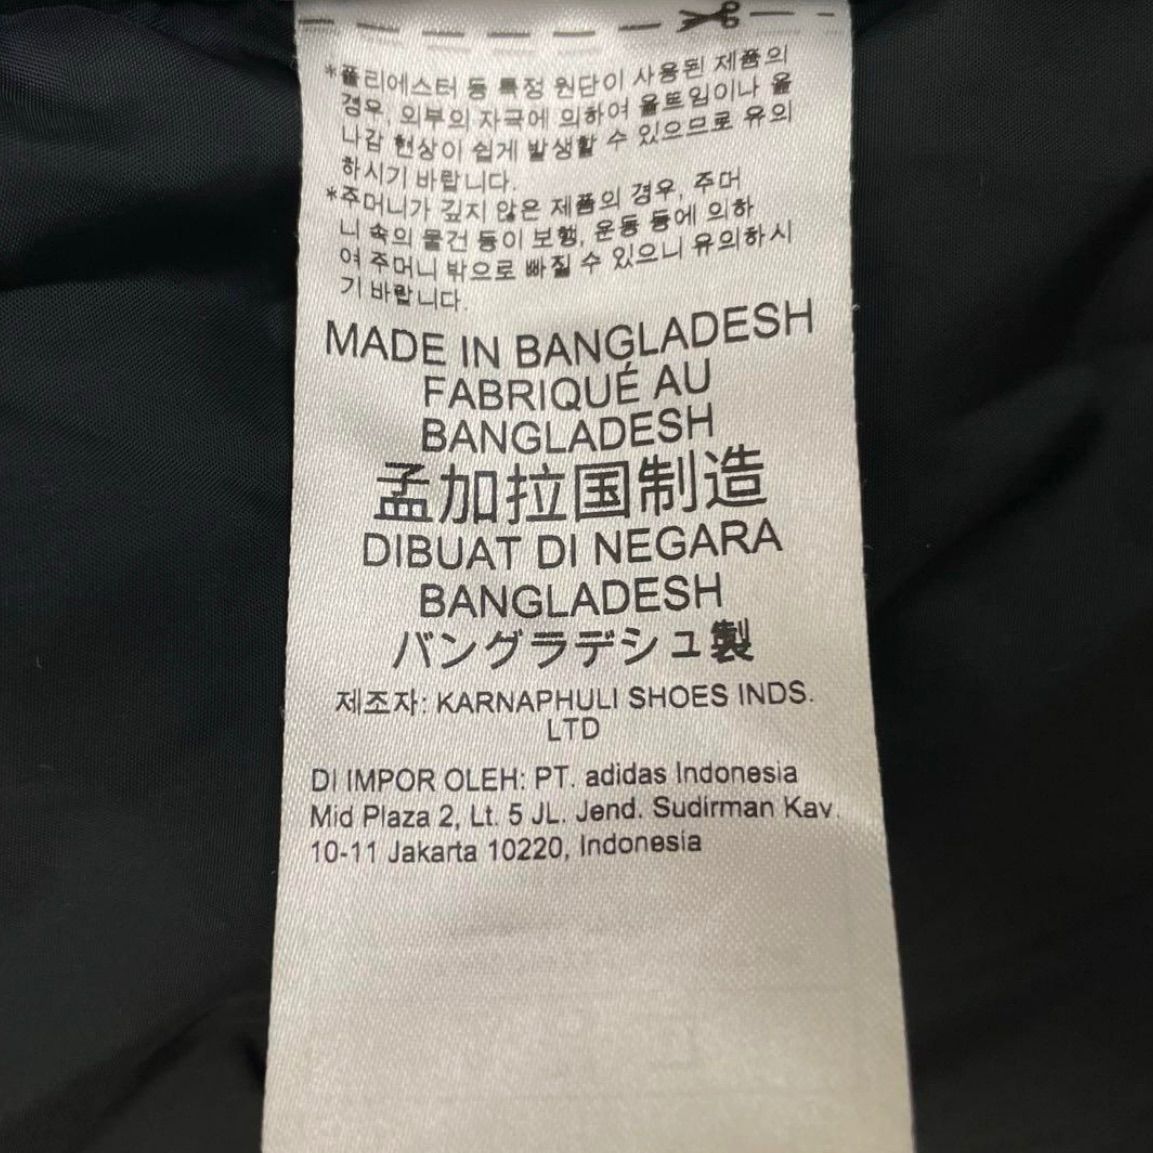 *폴리에스터 등 특정 원단이 사용된 제품의
경우, 외부의 자극에 의하여 올트임이나 올
나감 현상이 쉽게 발생할 수 있으므로 유의
하시기 바랍니다.
*주머니가 깊지 않은 제품의 경우, 주머
니 속의 물건 등이 보행, 운동 등에 의하
여 주머니 밖으로 빠질 수 있으니 유의하시
기 바랍니다.
MADE IN BANGLADESH
FABRIQUÉ AU
BANGLADESH
孟加拉国制造
DIBUAT DI NEGARA
BANGLADESH
バングラデシュ製
제조자: KARNAPHULI SHOES INDS.
LTD
DI IMPOR OLEH: PT. adidas Indonesia
Mid Plaza 2, Lt. 5 JL. Jend. Sudirman Kav.
10-11 Jakarta 10220, Indonesia